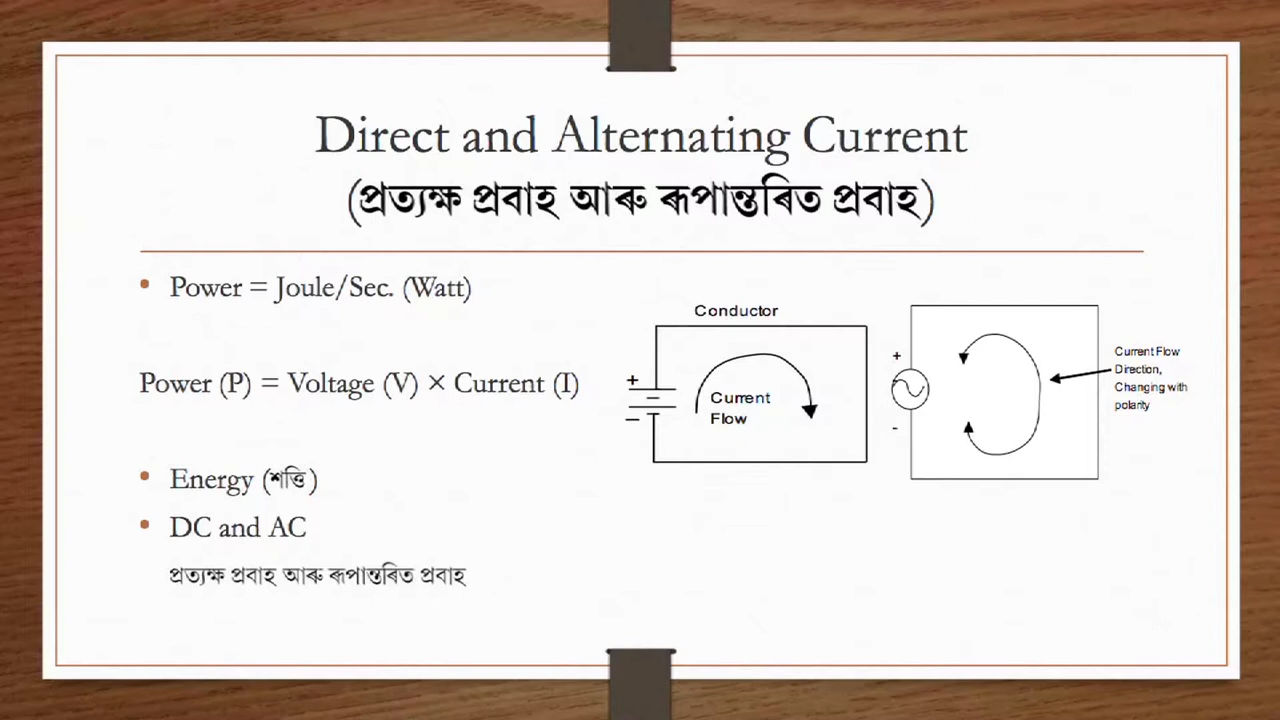 Direct and Alternating Current
(প্ৰত্যক্ষ প্ৰবাহ আৰু ৰূপান্তৰিত প্ৰবাহ)
• Power = Joule/Sec. (Watt)
Power (P) = Voltage (V) × Current (I)
• Energy (শত্তি)
• DC and AC
প্ৰত্যক্ষ প্ৰবাহ আৰু ৰূপান্তৰিত প্ৰবাহ
Conductor
+
Current
Flow
−
+
-
Current Flow
Direction,
Changing with
polarity